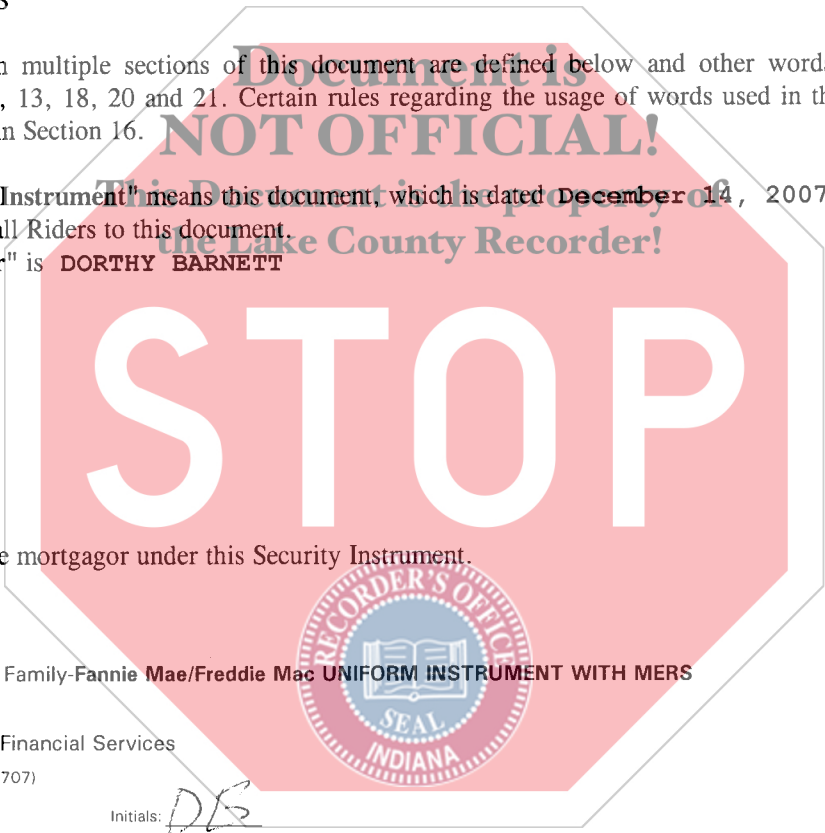 S
Document is
n multiple sections of this document are defined below and other words
, 13, 18, 20 and 21. Certain rules regarding the usage of words used in th
in Section 16.
NOT OFFICIAL!
Instrument" means this document, which is dated December 14, 2007
This Document is the property of
all Riders to this document.
the Lake County Recorder!
r" is DORTHY BARNETT
STOP
e mortgagor under this Security Instrument.
RECORDER'S OFFICE
SEAL
INDIANA
Family-Fannie Mae/Freddie Mac UNIFORM INSTRUMENT WITH MERS
Financial Services
707)
Initials: DB